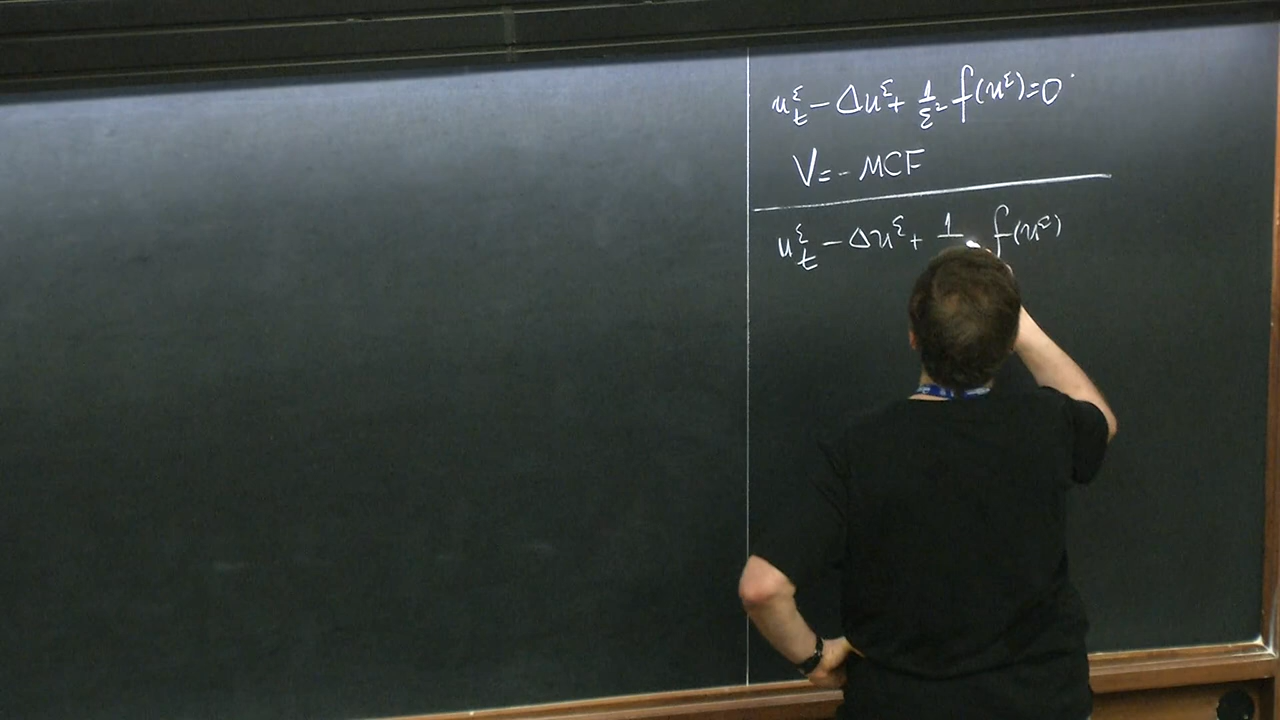 u_t^ε − Δu^ε + 1/ε² f(u^ε) = 0
V = - MCF
u_t^ε − Δu^ε + 1/ f(u^ε)